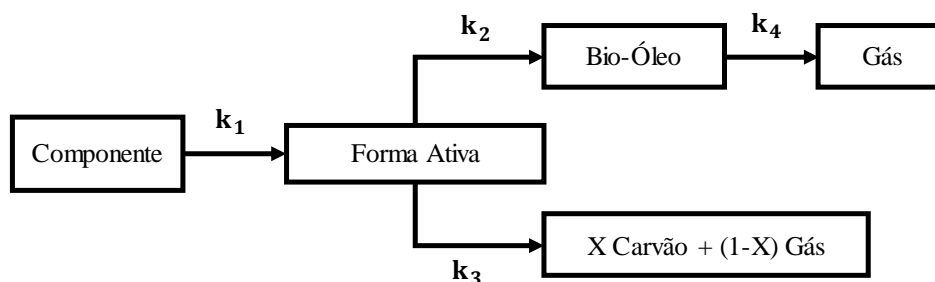 k₂
k₄
Bio-Óleo
Gás
k₁
Componente
Forma Ativa
X Carvão + (1-X) Gás
k₃